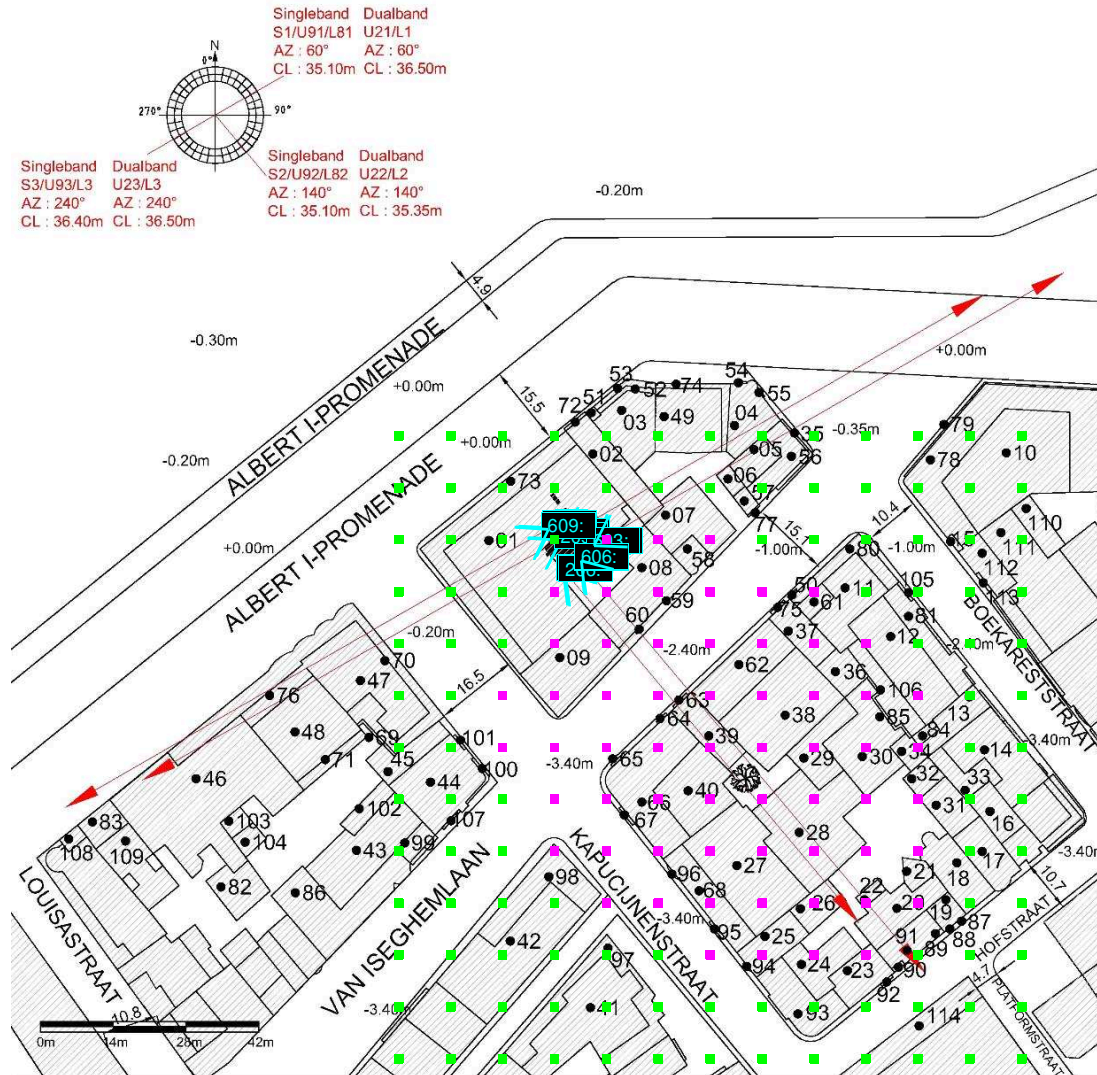 Singleband Dualband
S1/U91/L81 U21/L1
AZ : 60° AZ : 60°
CL : 35.10m CL : 36.50m
N
0°
270° 90°
Singleband Dualband
S3/U93/L3 U23/L3
AZ : 240° AZ : 240°
CL : 36.40m CL : 36.50m
Singleband Dualband
S2/U92/L82 U22/L2
AZ : 140° AZ : 140°
CL : 35.10m CL : 35.35m
-0.20m
4.9
-0.30m
ALBERT I-PROMENADE
+0.00m
+0.00m
15.5
53 52 74 54
72 51 55
03 49 04
-0.35m
35
79
-0.20m
+0.00m
02
05 56
78 10
ALBERT I-PROMENADE
73
06
57
77
07
110
10.4
609:
606:
+0.00m
01
15.1
-1.00m
80
-1.00m
15
111
58
08
112
113
59
50
75 61 11
105
81
BOEKARESTSTRAAT
60
-0.20m
37
12
-2.40m
-2.40m
09
70
47
62
36
16.5
76
63
106
64
38
85
13
48
39
84
69
101
71
34
14
-3.40m
65
29 30
-3.40m
45
100
46
44
32
33
40
66
31
102
67
107
16
83
103
108 109
104
28
99
43
KAPUCIJNENSTRAAT
17
-3.40m
27
21
18
10.7
96
98
82
86
68
22
26
19
LOUISASTRAAT
VAN ISEGHEMLAAN
-3.40m
87
88
95
25
91
89
HOFSTRAAT
42
97
94
24
23
90
92
4.7
PLATFORMSTRAAT
-3.40m
41
93
10.8
114
0m 14m 28m 42m